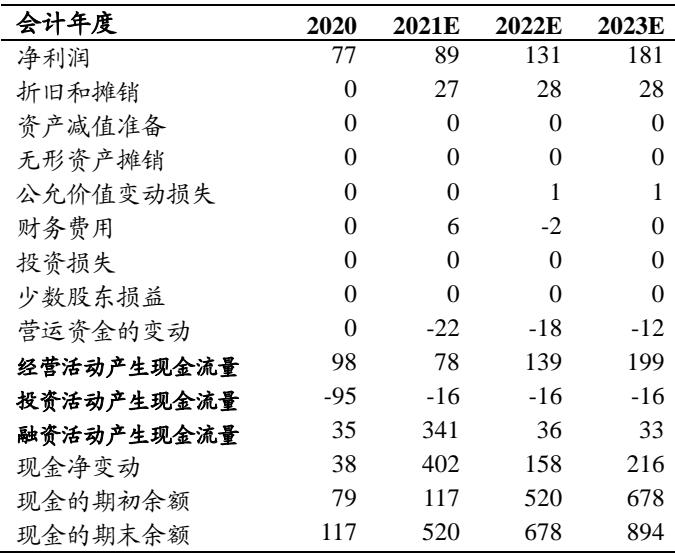 会计年度 2020 2021E 2022E 2023E
净利润 77 89 131 181
折旧和摊销 0 27 28 28
资产减值准备 0 0 0 0
无形资产摊销 0 0 0 0
公允价值变动损失 0 0 1 1
财务费用 0 6 -2 0
投资损失 0 0 0 0
少数股东损益 0 0 0 0
营运资金的变动 0 -22 -18 -12
经营活动产生现金流量 98 78 139 199
投资活动产生现金流量 -95 -16 -16 -16
融资活动产生现金流量 35 341 36 33
现金净变动 38 402 158 216
现金的期初余额 79 117 520 678
现金的期末余额 117 520 678 894